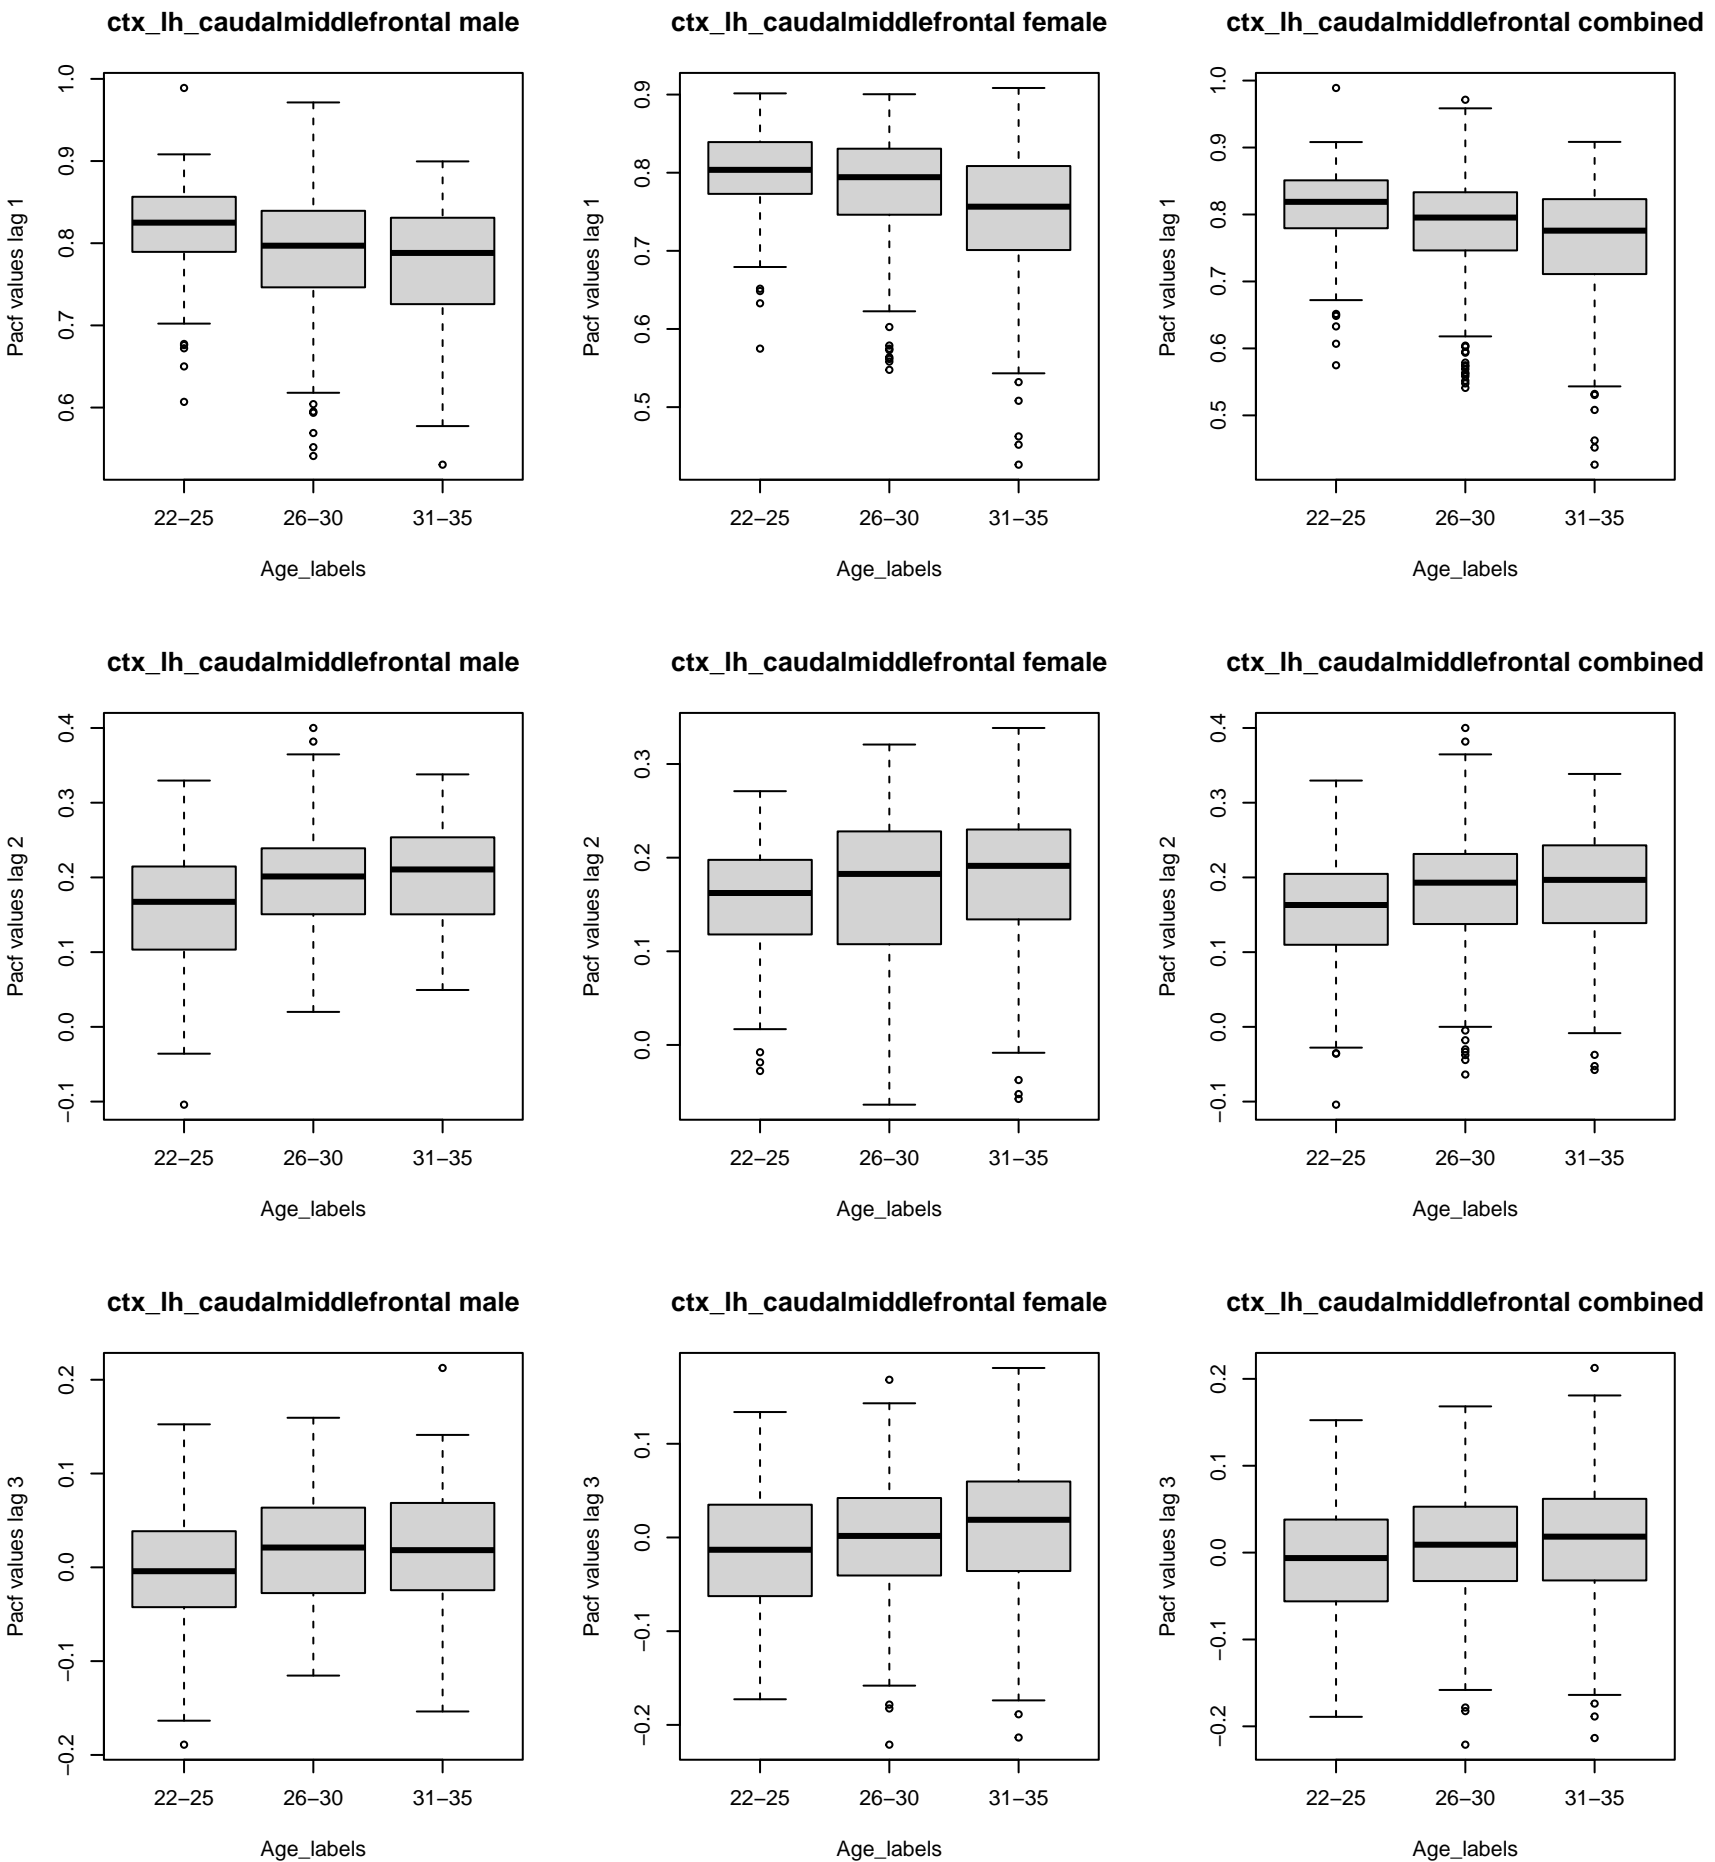 ctx_lh_caudalmiddlefrontal male
Pacf values lag 1
1.0
0.9
0.8
0.7
0.6
22−25 26−30 31−35
Age_labels
ctx_lh_caudalmiddlefrontal female
Pacf values lag 1
0.9
0.8
0.7
0.6
0.5
22−25 26−30 31−35
Age_labels
ctx_lh_caudalmiddlefrontal combined
Pacf values lag 1
1.0
0.9
0.8
0.7
0.6
0.5
22−25 26−30 31−35
Age_labels
ctx_lh_caudalmiddlefrontal male
Pacf values lag 2
0.4
0.3
0.2
0.1
0.0
−0.1
22−25 26−30 31−35
Age_labels
ctx_lh_caudalmiddlefrontal female
Pacf values lag 2
0.3
0.2
0.1
0.0
22−25 26−30 31−35
Age_labels
ctx_lh_caudalmiddlefrontal combined
Pacf values lag 2
0.4
0.3
0.2
0.1
0.0
−0.1
22−25 26−30 31−35
Age_labels
ctx_lh_caudalmiddlefrontal male
Pacf values lag 3
0.2
0.1
0.0
−0.1
−0.2
22−25 26−30 31−35
Age_labels
ctx_lh_caudalmiddlefrontal female
Pacf values lag 3
0.1
0.0
−0.1
−0.2
22−25 26−30 31−35
Age_labels
ctx_lh_caudalmiddlefrontal combined
Pacf values lag 3
0.2
0.1
0.0
−0.1
−0.2
22−25 26−30 31−35
Age_labels